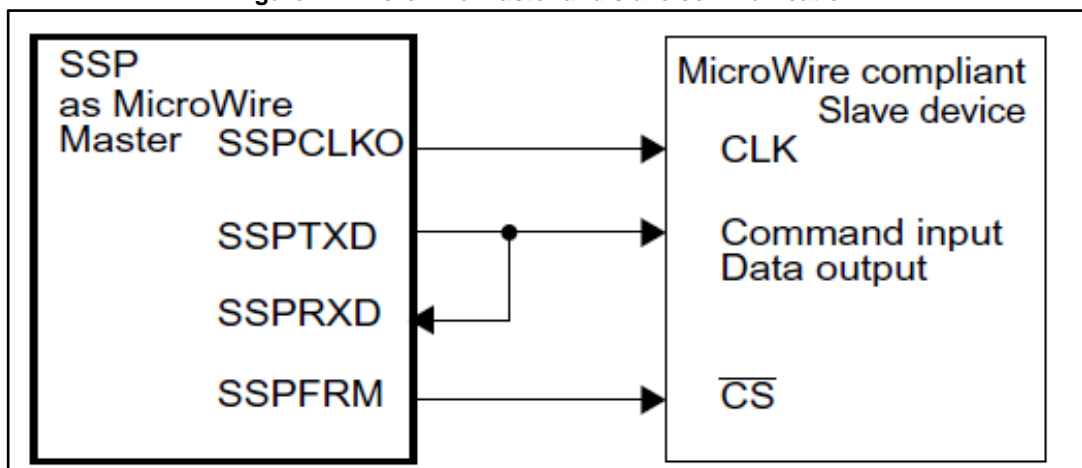 SSP
as MicroWire
Master
SSPCLKO
SSPTXD
SSPRXD
SSPFRM
MicroWire compliant
Slave device
CLK
Command input
Data output
CS